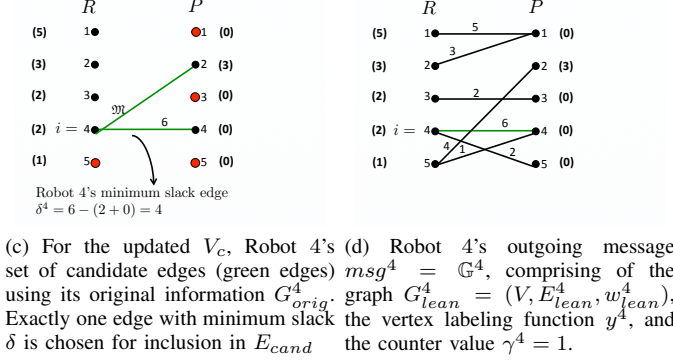 R P
(5) 1 1 (0)
(3) 2 2 (3)
(2) 3 3 (0)
𝔐
(2) i = 4 6 4 (0)
(1) 5 5 (0)
Robot 4's minimum slack edge
δ⁴ = 6 − (2 + 0) = 4
(c) For the updated V_c, Robot 4's
set of candidate edges (green edges)
using its original information G⁴_orig.
Exactly one edge with minimum slack
δ is chosen for inclusion in E_cand
R P
(5) 1 5 1 (0)
3
(3) 2 2 (3)
(2) 3 2 3 (0)
(2) i = 4 6 4 (0)
4 1 2
(1) 5 5 (0)
(d) Robot 4's outgoing message
msg⁴ = 𝔾⁴, comprising of the
graph G⁴_lean = (V, E⁴_lean, w⁴_lean),
the vertex labeling function y⁴, and
the counter value γ⁴ = 1.